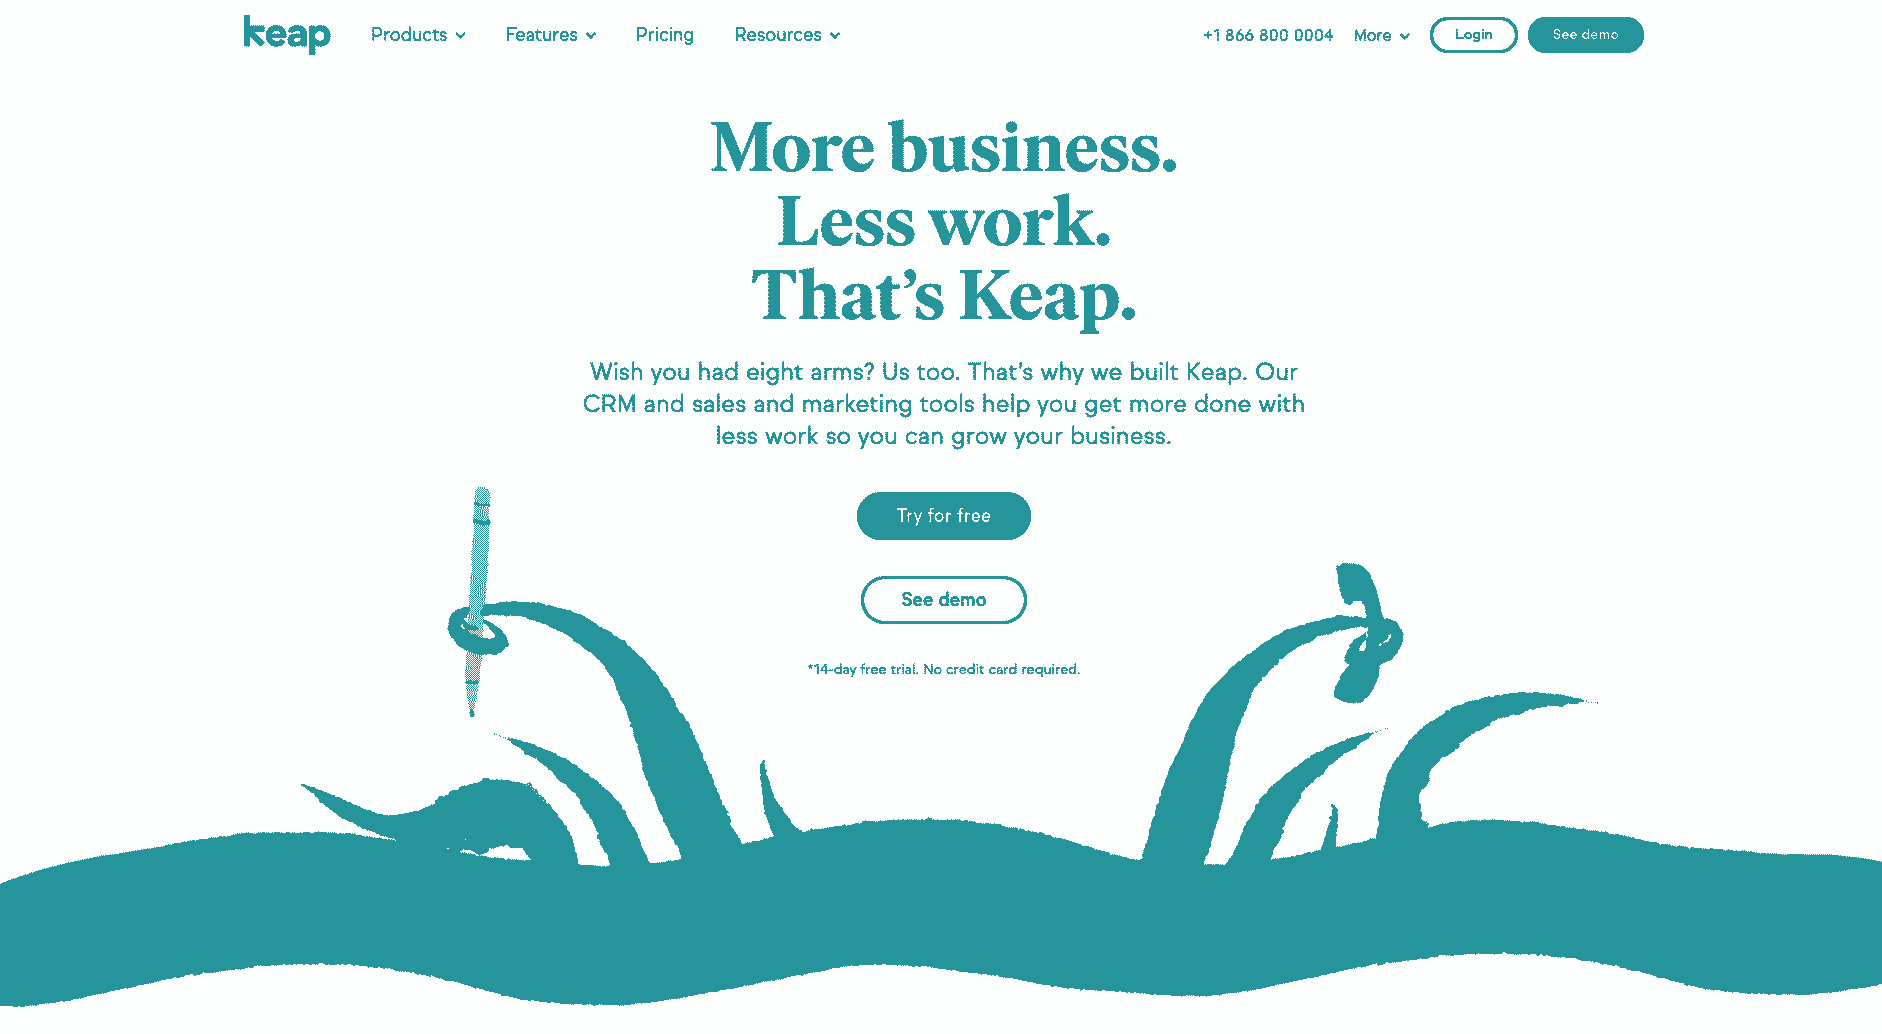 keap Products Features Pricing Resources +1 866 800 0004 More Login See demo
More business.
Less work.
That’s Keap.
Wish you had eight arms? Us too. That’s why we built Keap. Our
CRM and sales and marketing tools help you get more done with
less work so you can grow your business.
Try for free
See demo
*14-day free trial. No credit card required.